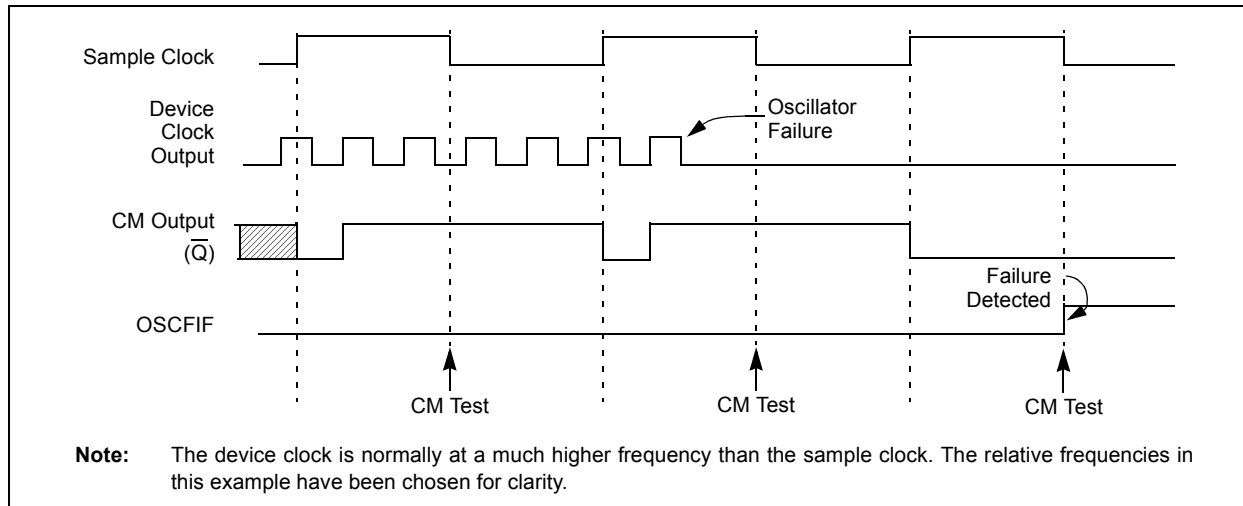 Sample Clock
Device
Clock
Output
Oscillator
Failure
CM Output
(Q̅)
Failure
Detected
OSCFIF
CM Test
CM Test
CM Test
Note: The device clock is normally at a much higher frequency than the sample clock. The relative frequencies in
this example have been chosen for clarity.